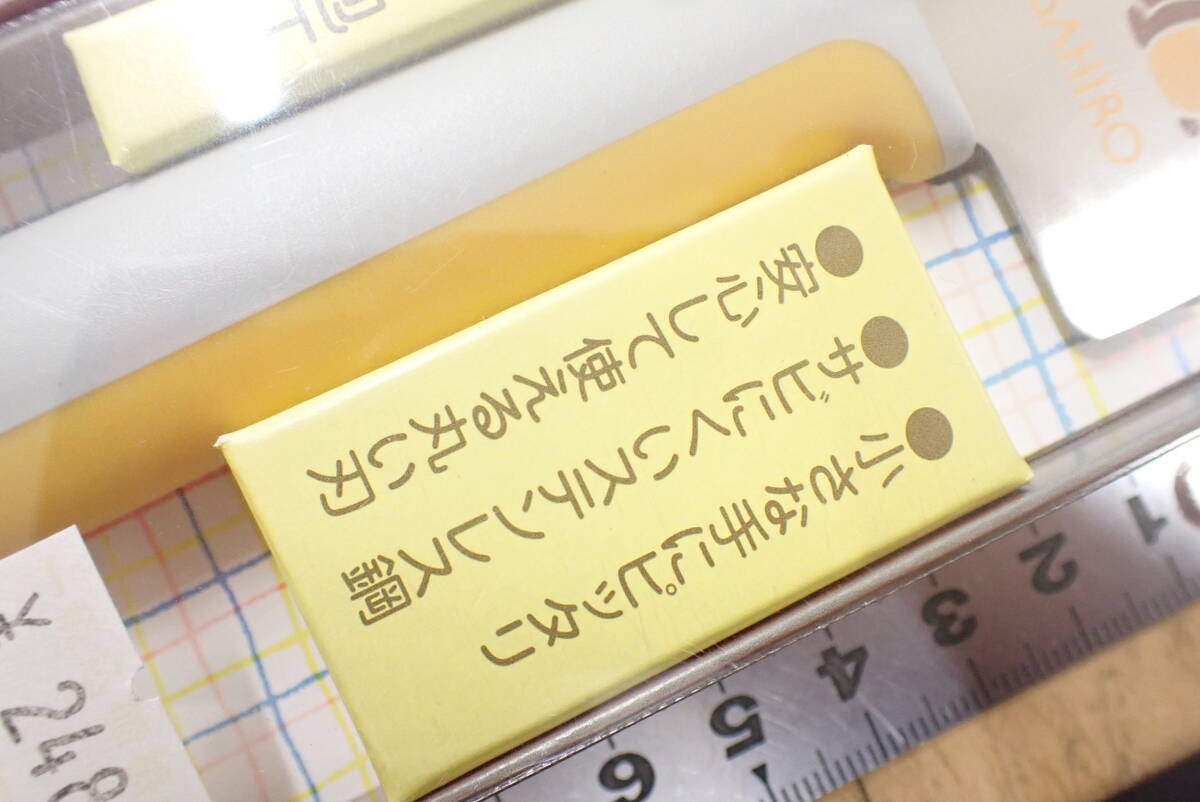 ●安心して使える丸い刃
●サビにくいステンレス鋼
●小さな手にピッタリ
ADAHIRO
¥248
1 2 3 4 5 6